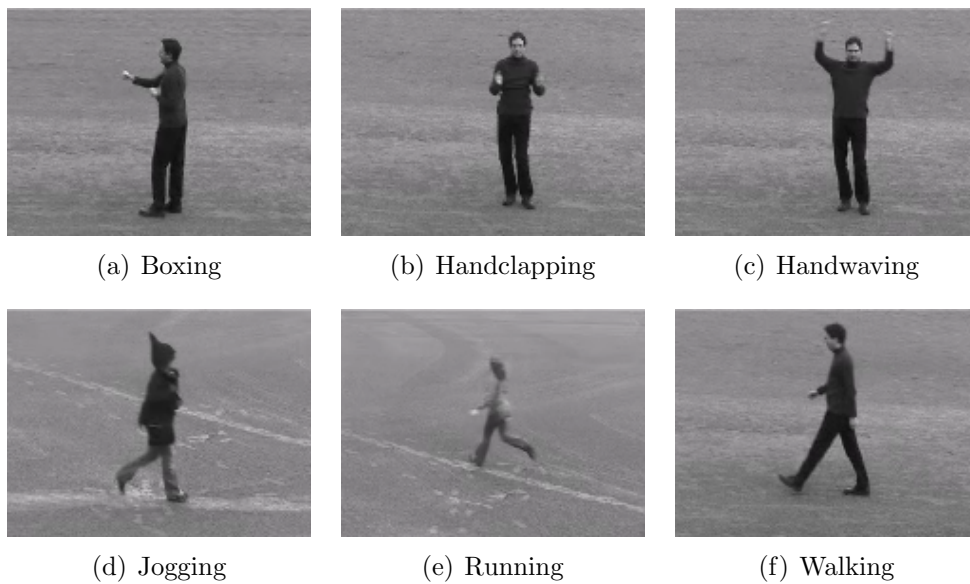 (a) Boxing
(b) Handclapping
(c) Handwaving
(d) Jogging
(e) Running
(f) Walking